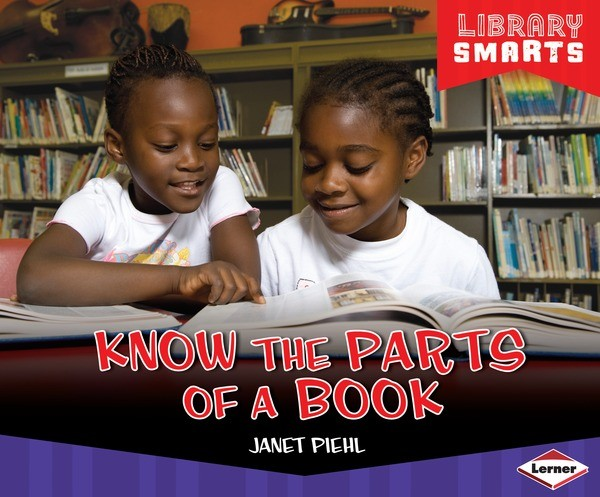 LIBRARY
SMARTS
KNOW THE PARTS
OF A BOOK
JANET PIEHL
Lerner